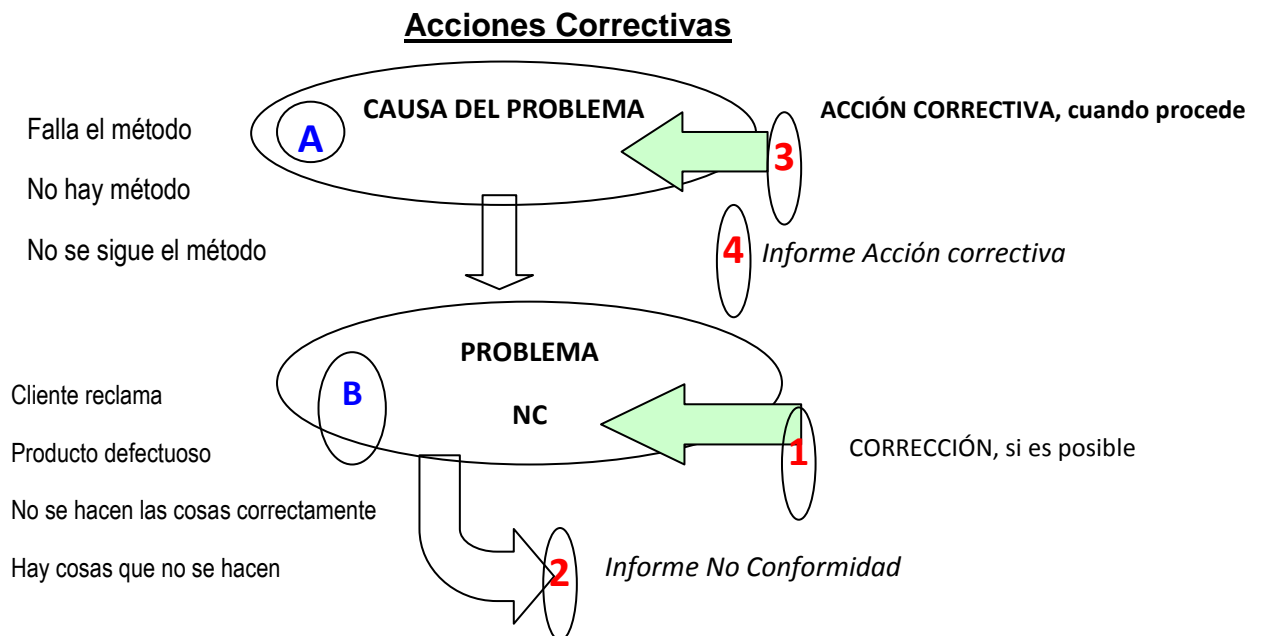 Acciones Correctivas
CAUSA DEL PROBLEMA
ACCIÓN CORRECTIVA, cuando procede
Falla el método
A
3
No hay método
No se sigue el método
4
Informe Acción correctiva
PROBLEMA
Cliente reclama
B
NC
1
CORRECCIÓN, si es posible
Producto defectuoso
No se hacen las cosas correctamente
Hay cosas que no se hacen
2
Informe No Conformidad